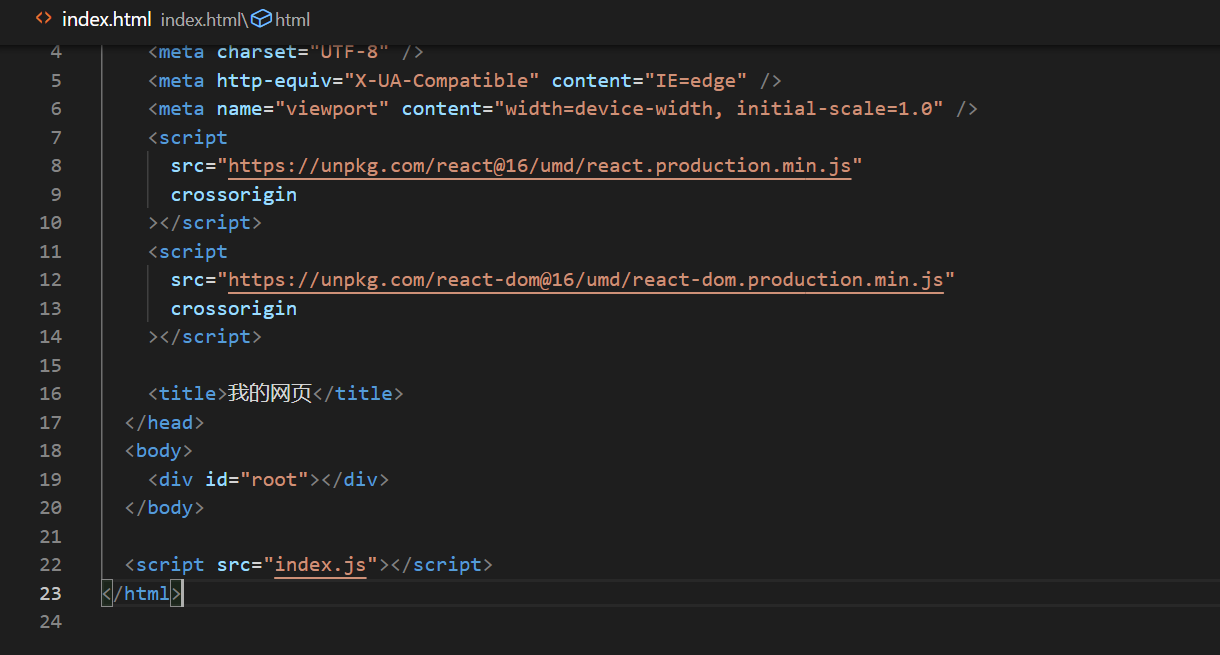 index.html index.html\html
4 <meta charset="UTF-8" />
5 <meta http-equiv="X-UA-Compatible" content="IE=edge" />
6 <meta name="viewport" content="width=device-width, initial-scale=1.0" />
7 <script
8 src="https://unpkg.com/react@16/umd/react.production.min.js"
9 crossorigin
10 ></script>
11 <script
12 src="https://unpkg.com/react-dom@16/umd/react-dom.production.min.js"
13 crossorigin
14 ></script>
15
16 <title>我的网页</title>
17 </head>
18 <body>
19 <div id="root"></div>
20 </body>
21
22 <script src="index.js"></script>
23 </html>
24